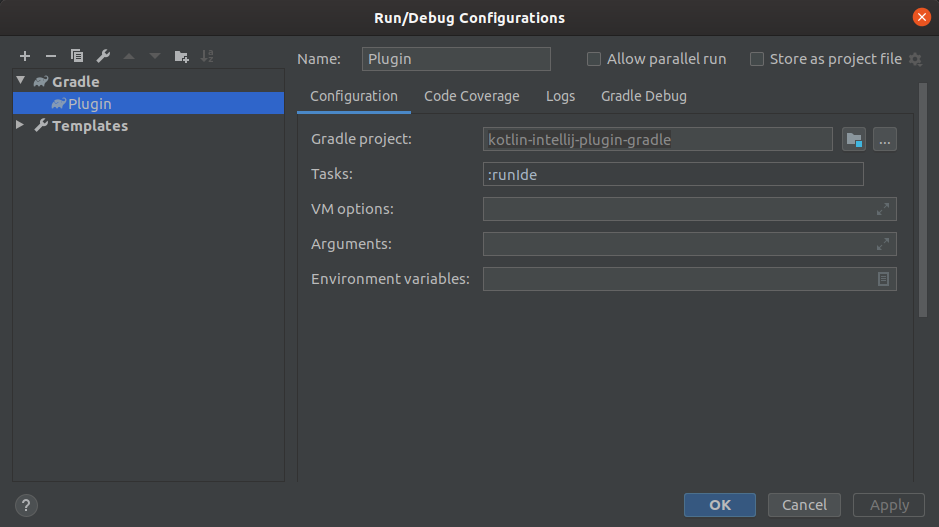 Run/Debug Configurations
Name: Plugin Allow parallel run Store as project file
Gradle
Plugin
Templates
Configuration Code Coverage Logs Gradle Debug
Gradle project: kotlin-intellij-plugin-gradle ...
Tasks: :runIde
VM options:
Arguments:
Environment variables:
? OK Cancel Apply